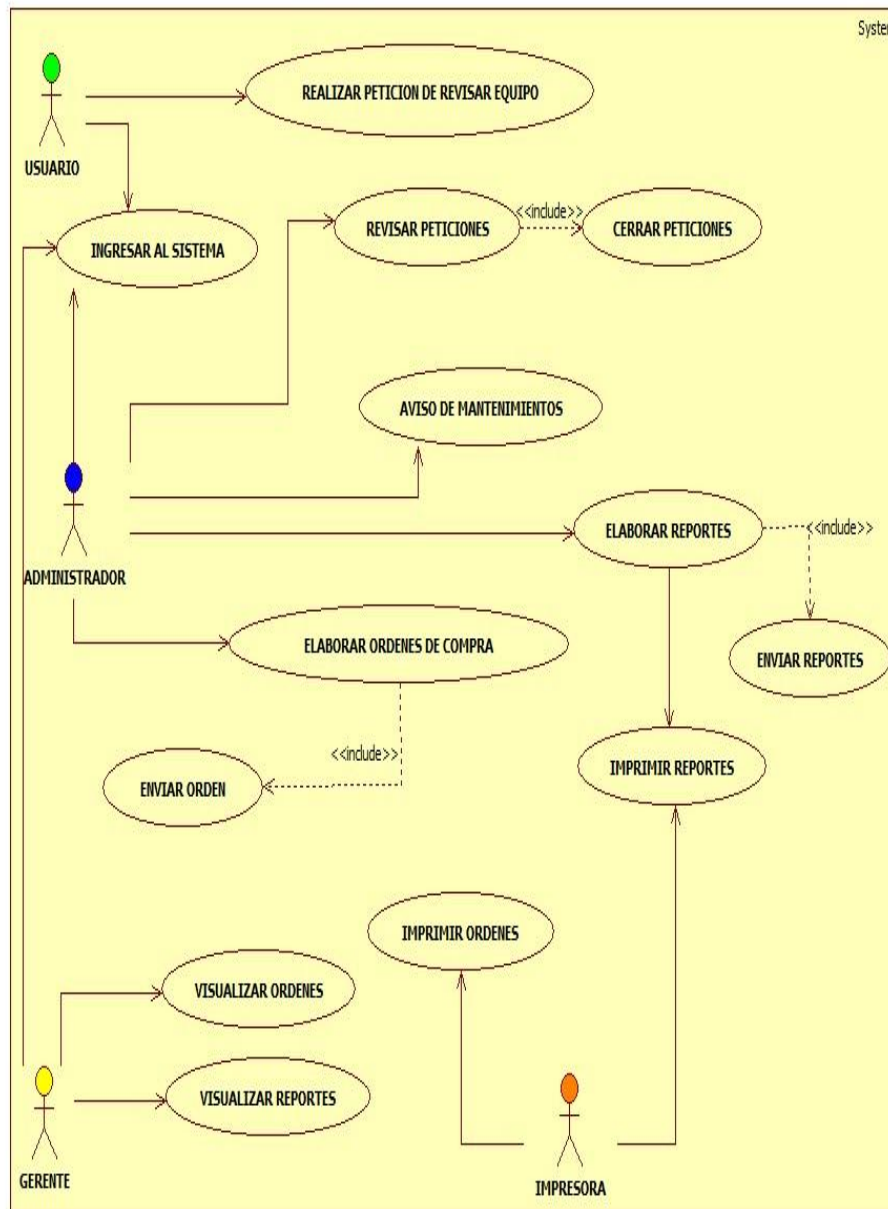 System
REALIZAR PETICION DE REVISAR EQUIPO
USUARIO
<<include>>
REVISAR PETICIONES
CERRAR PETICIONES
INGRESAR AL SISTEMA
AVISO DE MANTENIMIENTOS
ELABORAR REPORTES
<<include>>
ADMINISTRADOR
ELABORAR ORDENES DE COMPRA
ENVIAR REPORTES
<<include>>
IMPRIMIR REPORTES
ENVIAR ORDEN
IMPRIMIR ORDENES
VISUALIZAR ORDENES
VISUALIZAR REPORTES
GERENTE
IMPRESORA